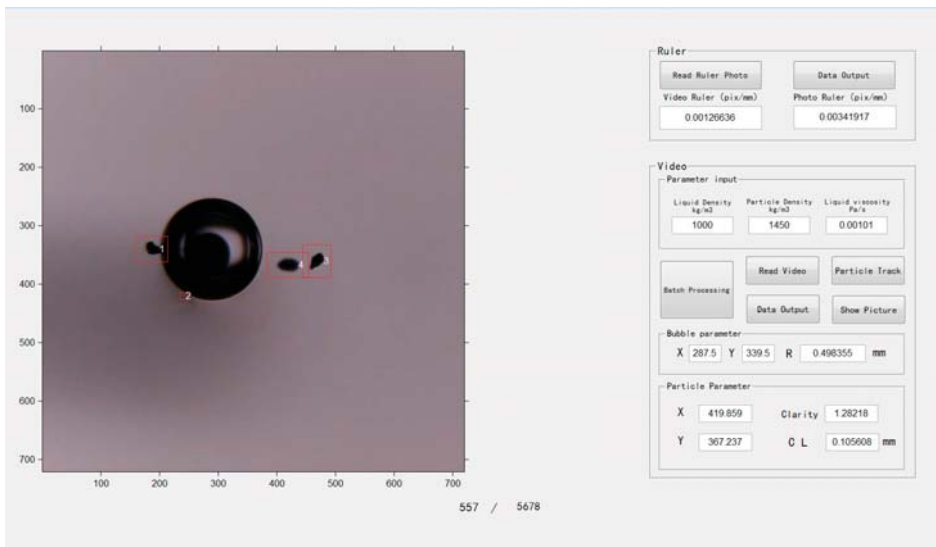 Ruler
Read Ruler Photo
Data Output
Video Ruler (pix/mm)
Photo Ruler (pix/mm)
0.00126636
0.00341917
Video
Parameter input
Liquid Density kg/m3
Particle Density kg/m3
Liquid viscosity Pa/s
1000
1450
0.00101
Batch Processing
Read Video
Particle Track
Data Output
Show Picture
Bubble parameter
X 287.5 Y 339.5 R 0.498355 mm
Particle Parameter
X 419.859 Clarity 1.28218
Y 367.237 C L 0.105608 mm
100
200
300
400
500
600
700
1
2
4
3
100 200 300 400 500 600 700
557 / 5678